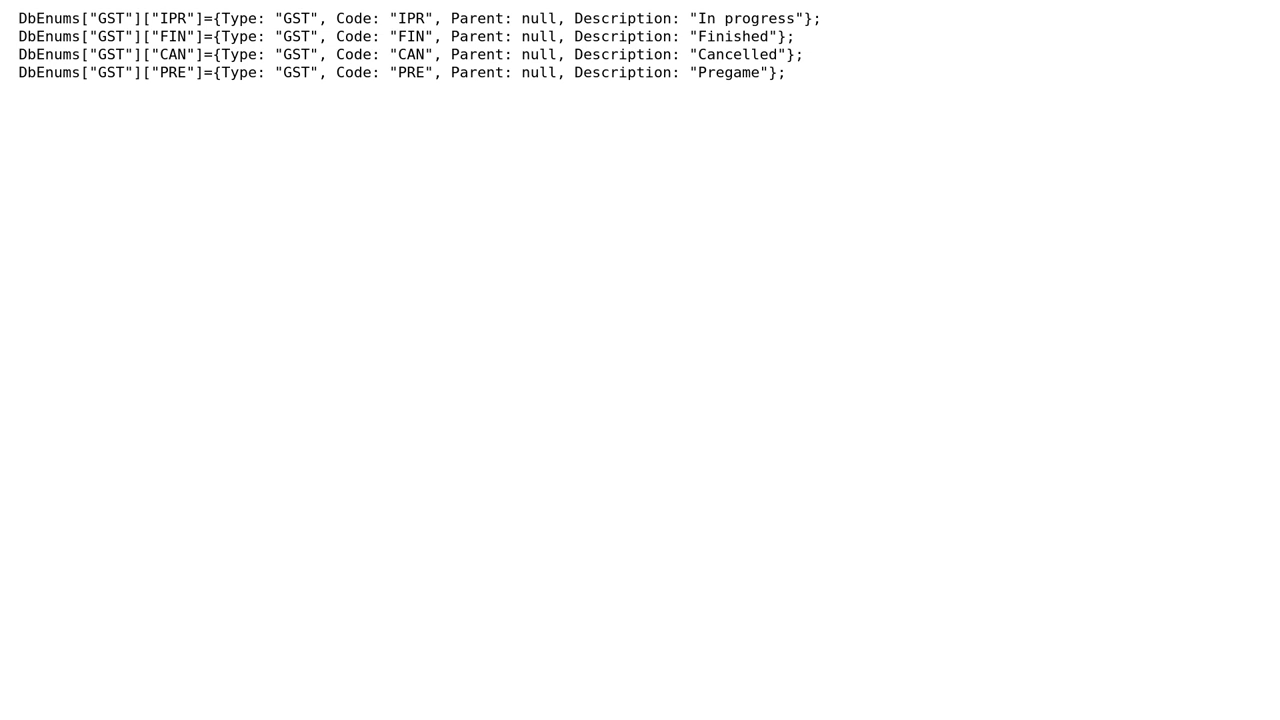 DbEnums["GST"]["IPR"]={Type: "GST", Code: "IPR", Parent: null, Description: "In progress"};
DbEnums["GST"]["FIN"]={Type: "GST", Code: "FIN", Parent: null, Description: "Finished"};
DbEnums["GST"]["CAN"]={Type: "GST", Code: "CAN", Parent: null, Description: "Cancelled"};
DbEnums["GST"]["PRE"]={Type: "GST", Code: "PRE", Parent: null, Description: "Pregame"};